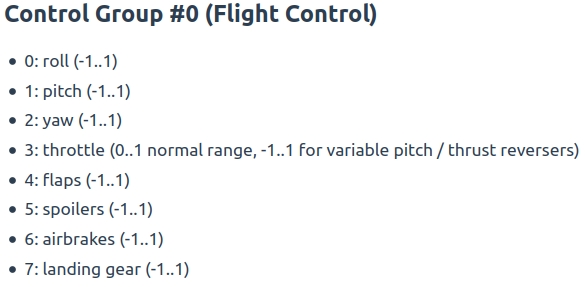 Control Group #0 (Flight Control)
• 0: roll (-1..1)
• 1: pitch (-1..1)
• 2: yaw (-1..1)
• 3: throttle (0..1 normal range, -1..1 for variable pitch / thrust reversers)
• 4: flaps (-1..1)
• 5: spoilers (-1..1)
• 6: airbrakes (-1..1)
• 7: landing gear (-1..1)